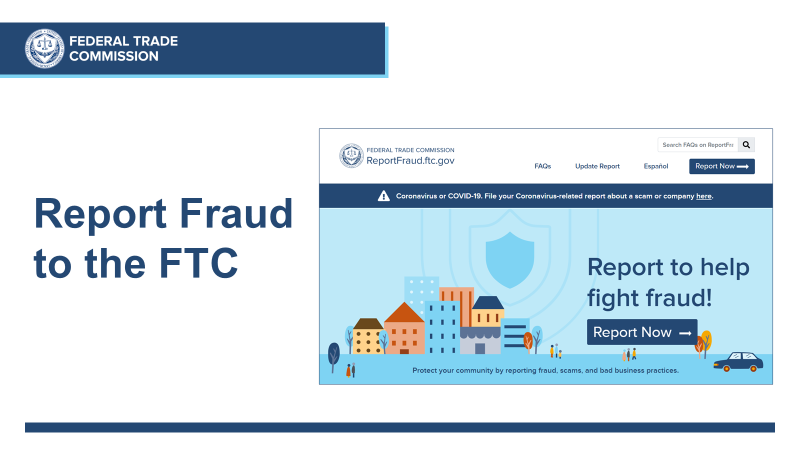 FEDERAL TRADE
COMMISSION
Report Fraud
to the FTC
FEDERAL TRADE COMMISSION
ReportFraud.ftc.gov
Search FAQs on ReportFr
FAQs
Update Report
Español
Report Now
Coronavirus or COVID-19. File your Coronavirus-related report about a scam or company here.
Report to help
fight fraud!
Report Now
Protect your community by reporting fraud, scams, and bad business practices.